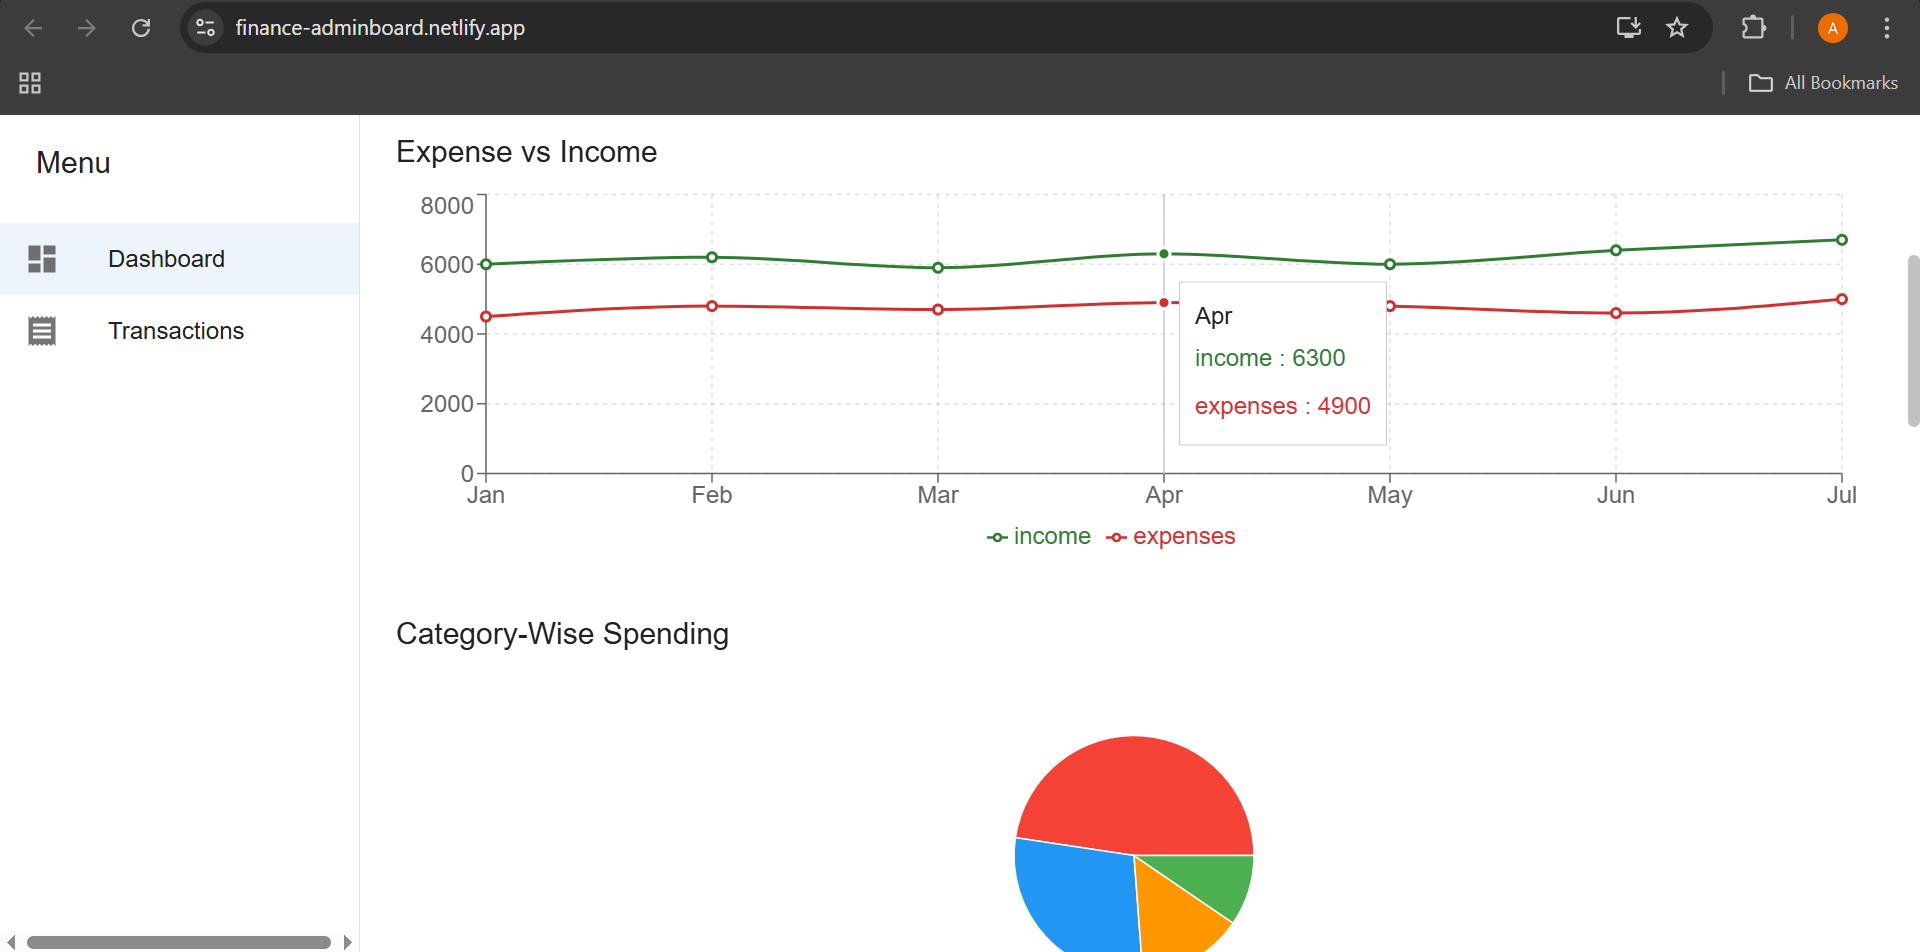 finance-adminboard.netlify.app
A
All Bookmarks
Menu
Dashboard
Transactions
Expense vs Income
8000
6000
4000
2000
0
Jan Feb Mar Apr May Jun Jul
Apr
income : 6300
expenses : 4900
income expenses
Category-Wise Spending